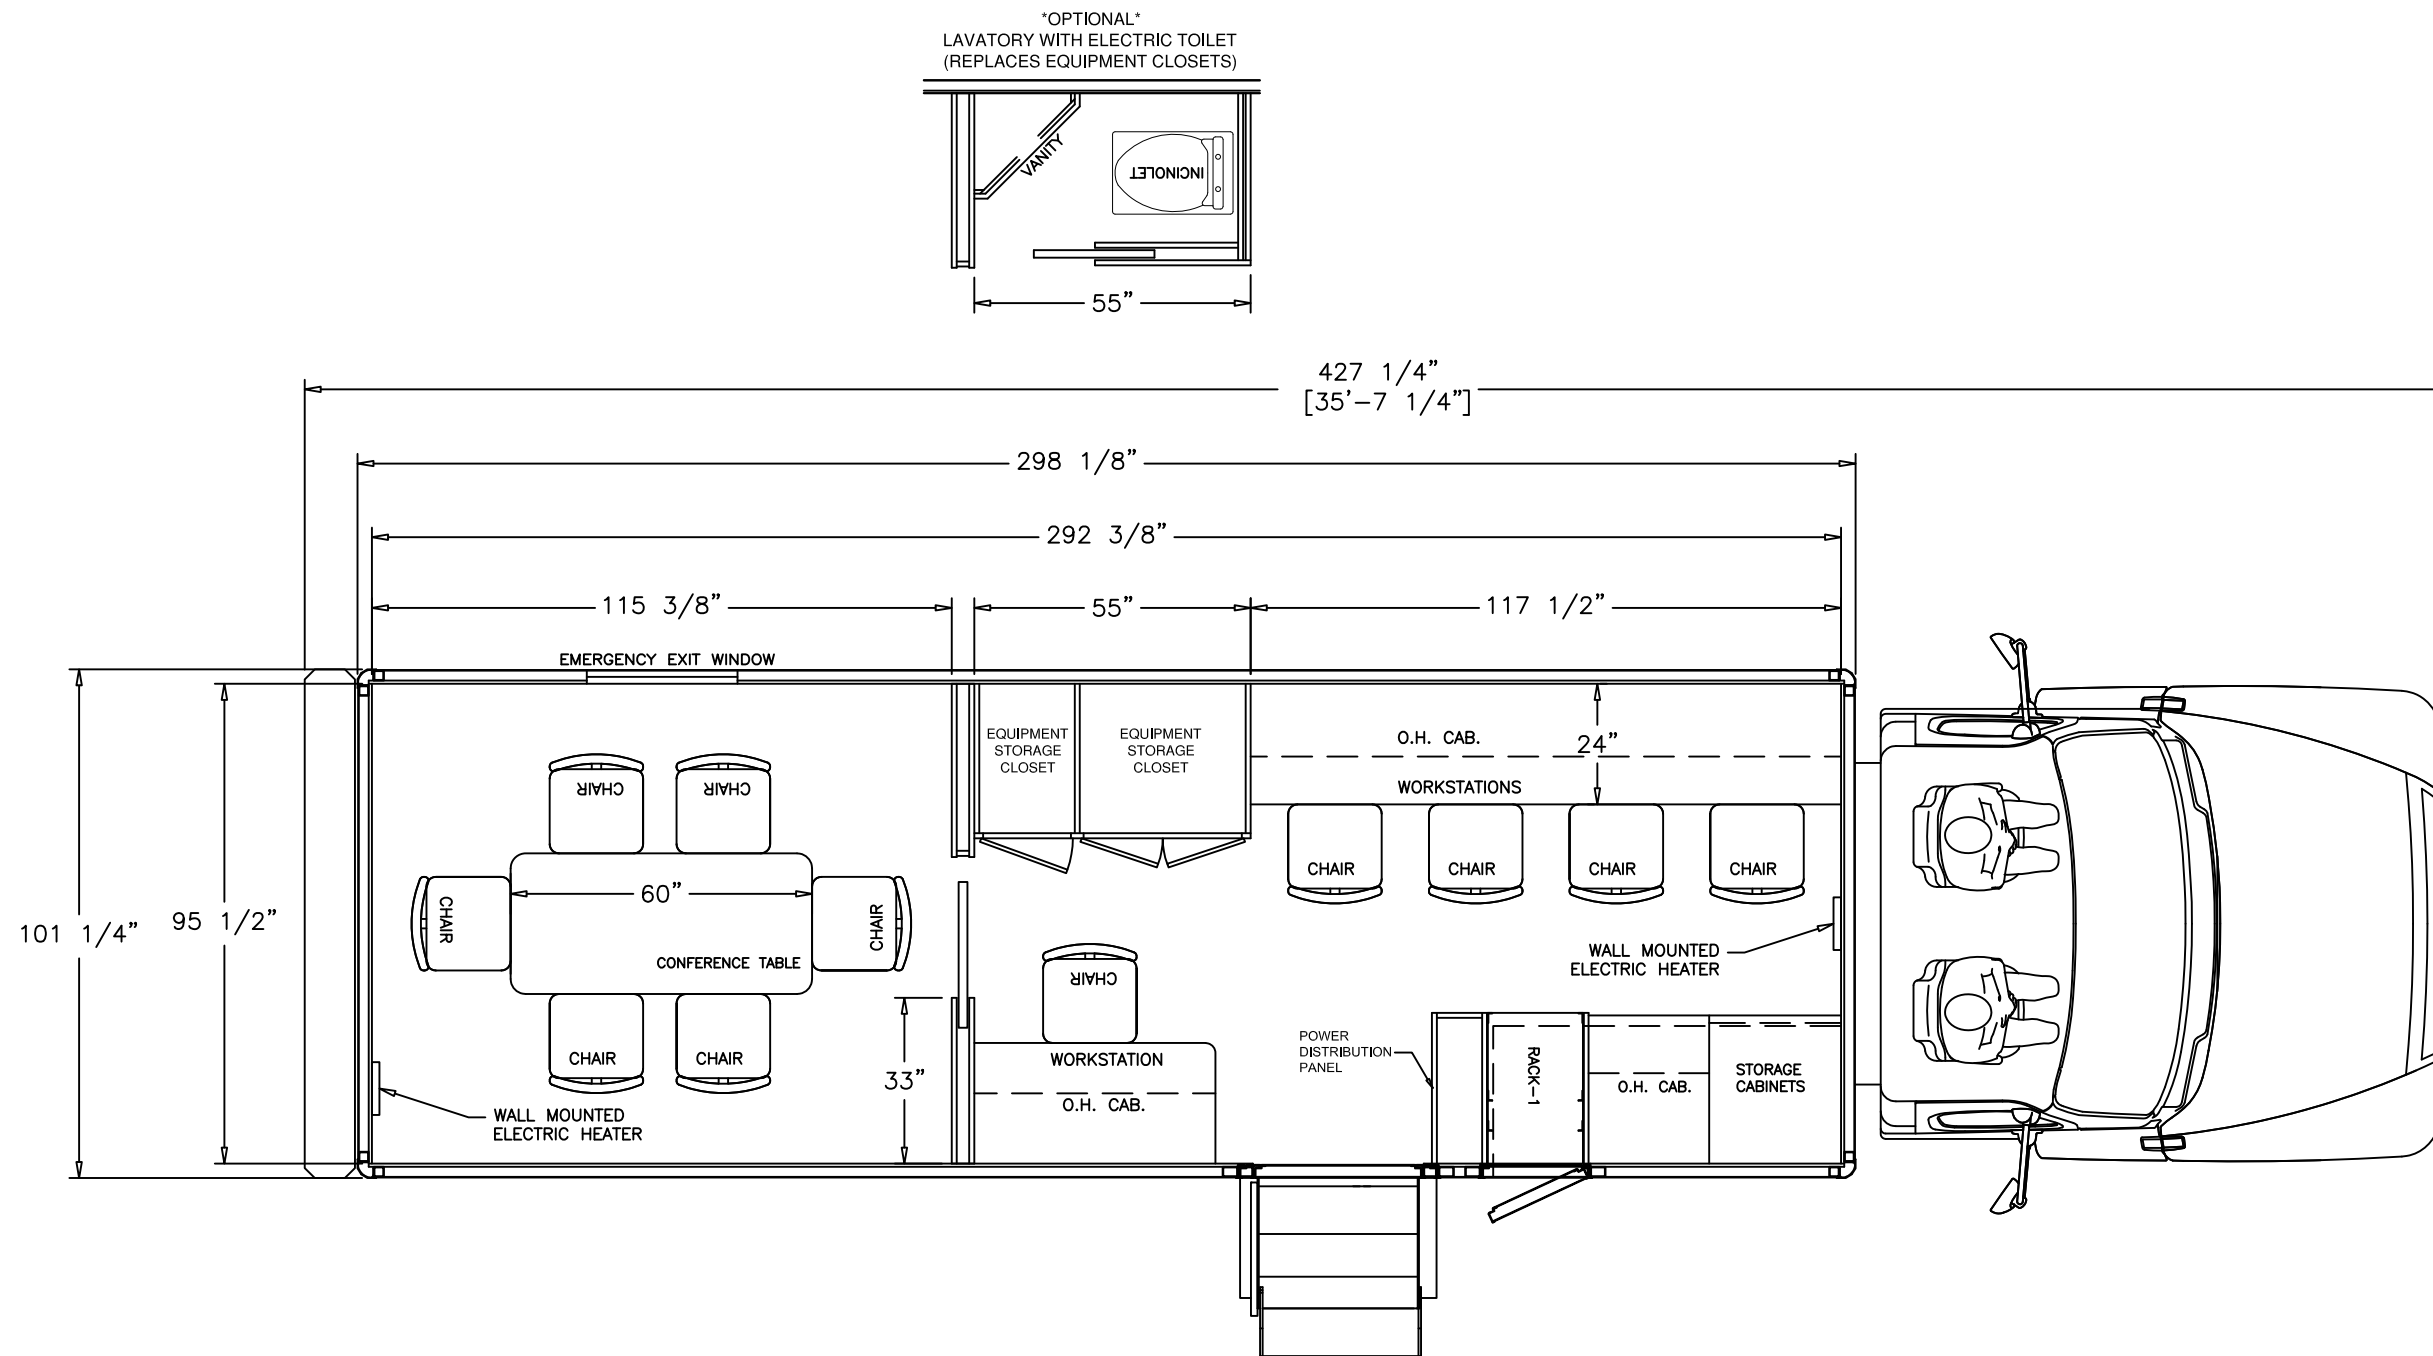 *OPTIONAL*
LAVATORY WITH ELECTRIC TOILET
(REPLACES EQUIPMENT CLOSETS)
VANITY
INCINOLET
55”
427 1/4”
[35’–7 1/4”]
298 1/8”
292 3/8”
115 3/8”
55”
117 1/2”
EMERGENCY EXIT WINDOW
EQUIPMENT
STORAGE
CLOSET
EQUIPMENT
STORAGE
CLOSET
O.H. CAB.
24”
WORKSTATIONS
CHAIR
CHAIR
CHAIR
CHAIR
CHAIR
CHAIR
CHAIR
60”
CHAIR
CONFERENCE TABLE
101 1/4”
95 1/2”
CHAIR
WALL MOUNTED
ELECTRIC HEATER
CHAIR
CHAIR
33”
WORKSTATION
O.H. CAB.
POWER
DISTRIBUTION
PANEL
RACK–1
O.H. CAB.
STORAGE
CABINETS
WALL MOUNTED
ELECTRIC HEATER